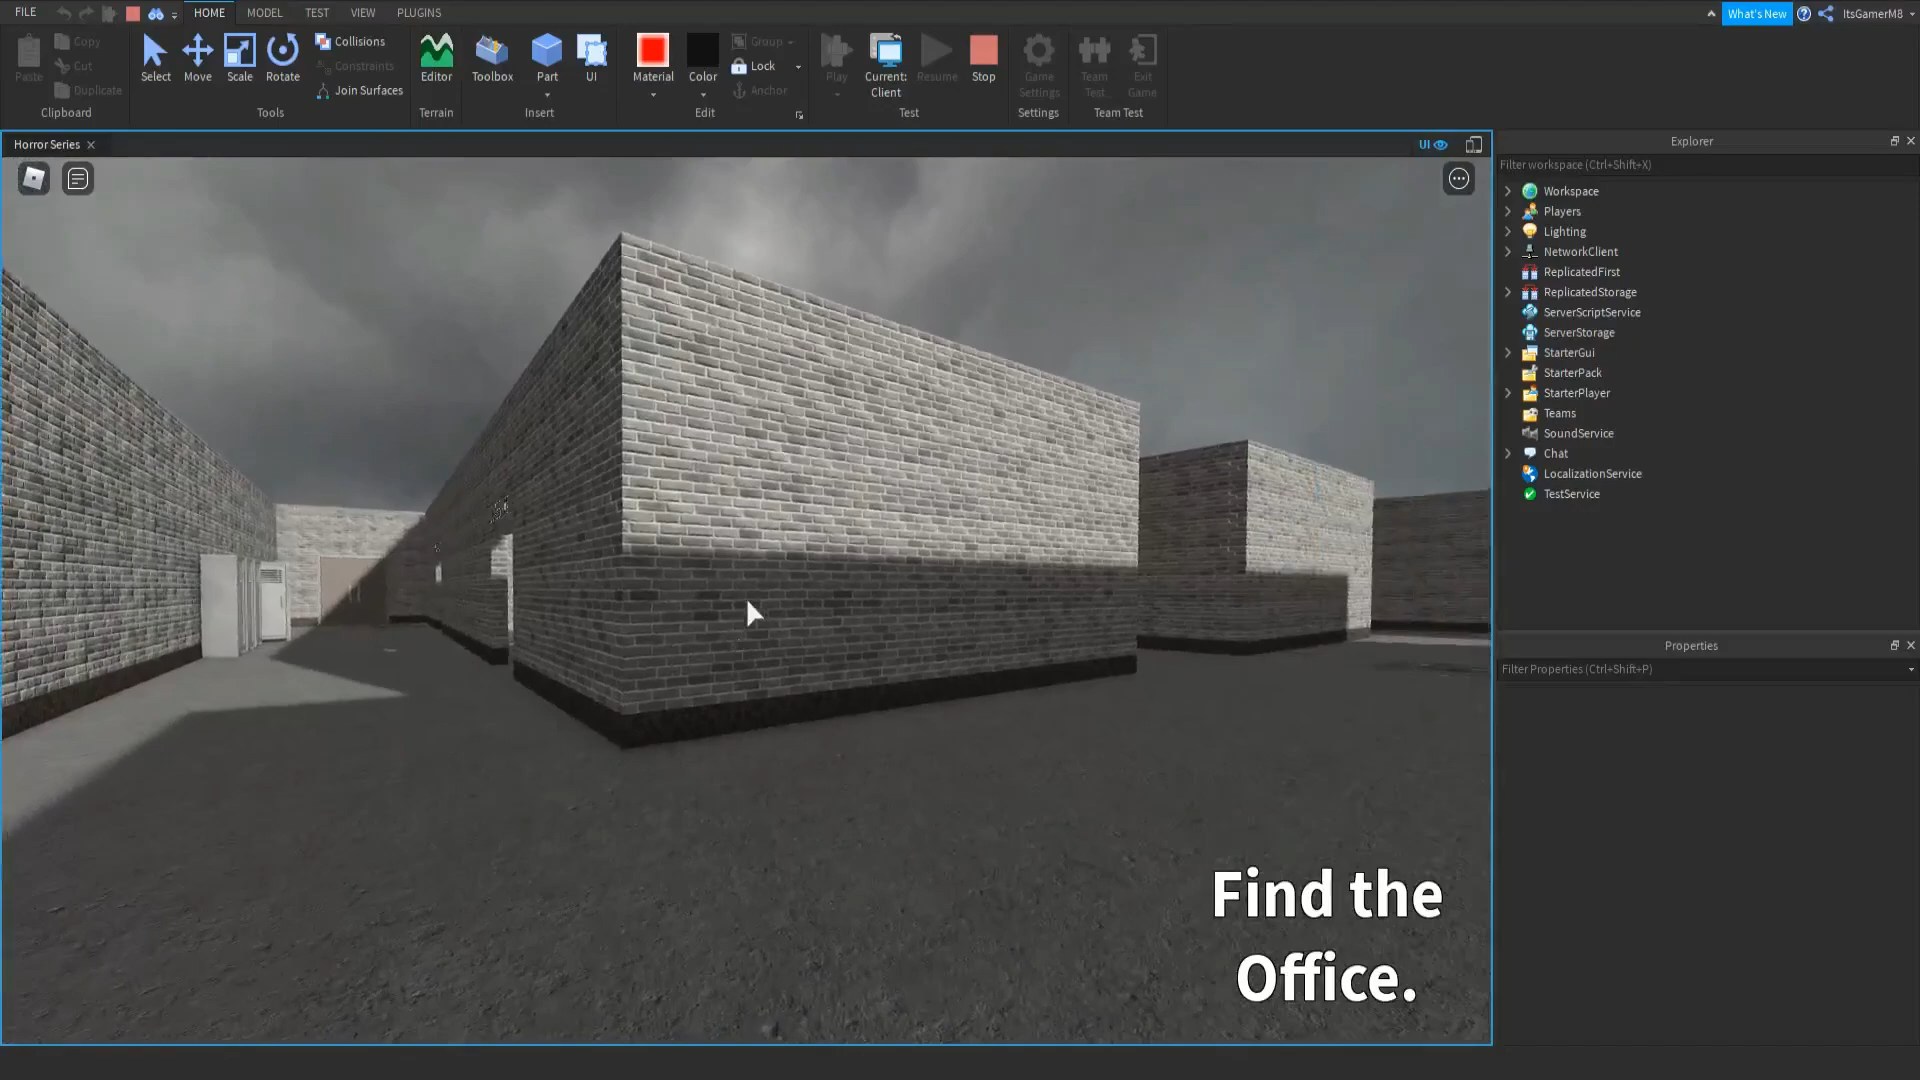 FILE
HOME
MODEL
TEST
VIEW
PLUGINS
What's New
ItsGamerM8
Paste
Copy
Cut
Duplicate
Clipboard
Select
Move
Scale
Rotate
Collisions
Constraints
Join Surfaces
Tools
Editor
Terrain
Toolbox
Part
UI
Insert
Material
Color
Group
Lock
Anchor
Edit
Play
Current:
Client
Resume
Stop
Test
Game
Settings
Settings
Team
Test
Exit
Game
Team Test
Horror Series
UI
Find the
Office.
Explorer
Filter workspace (Ctrl+Shift+X)
Workspace
Players
Lighting
NetworkClient
ReplicatedFirst
ReplicatedStorage
ServerScriptService
ServerStorage
StarterGui
StarterPack
StarterPlayer
Teams
SoundService
Chat
LocalizationService
TestService
Properties
Filter Properties (Ctrl+Shift+P)